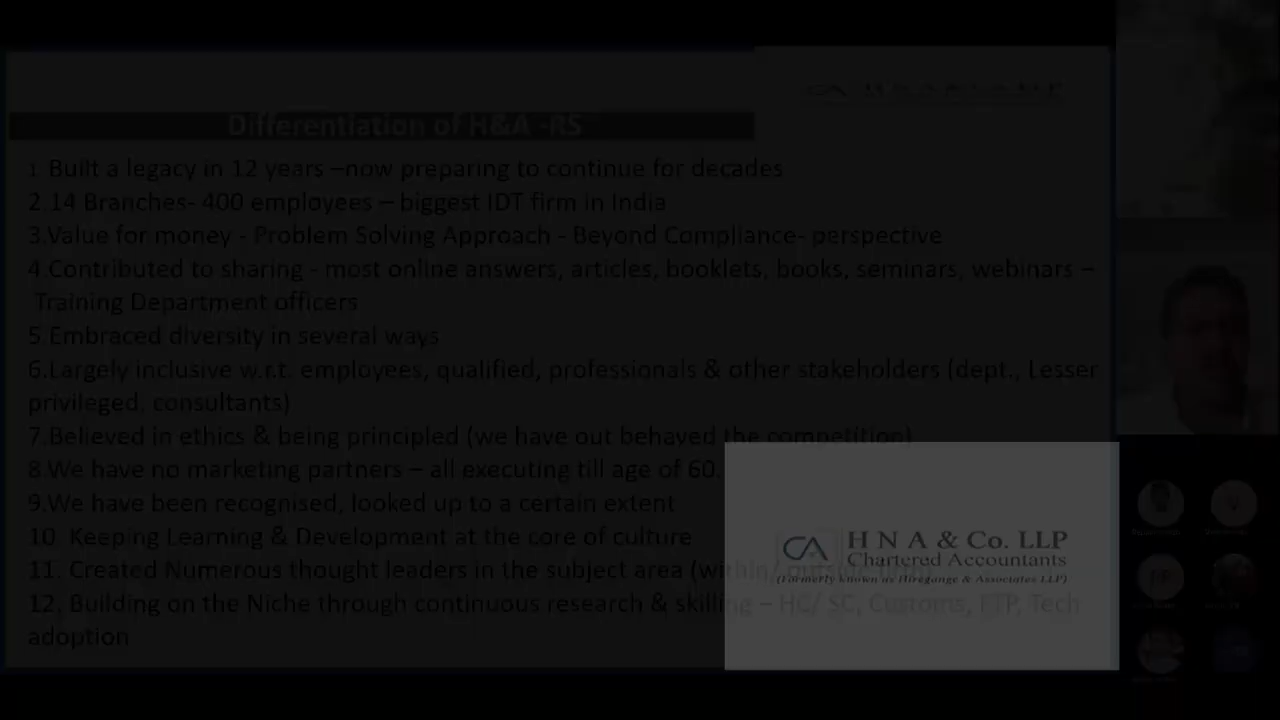 H N A & Co. LLP
Differentiation of H&A -RS
1. Built a legacy in 12 years –now preparing to continue for decades
2.14 Branches- 400 employees – biggest IDT firm in India
3.Value for money - Problem Solving Approach - Beyond Compliance- perspective
4.Contributed to sharing - most online answers, articles, booklets, books, seminars, webinars –
Training Department officers
5.Embraced diversity in several ways
6.Largely inclusive w.r.t. employees, qualified, professionals & other stakeholders (dept., Lesser
privileged, consultants)
7.Believed in ethics & being principled (we have out behaved the competition)
8.We have no marketing partners – all executing till age of 60.
9.We have been recognised, looked up to a certain extent
10. Keeping Learning & Development at the core of culture
11. Created Numerous thought leaders in the subject area (within/ outside
12. Building on the Niche through continuous research & skilling – HC/ SC, Customs, FTP, Tech
adoption
CA
H N A & Co. LLP
Chartered Accountants
(Formerly known as Hiregange & Associates LLP)